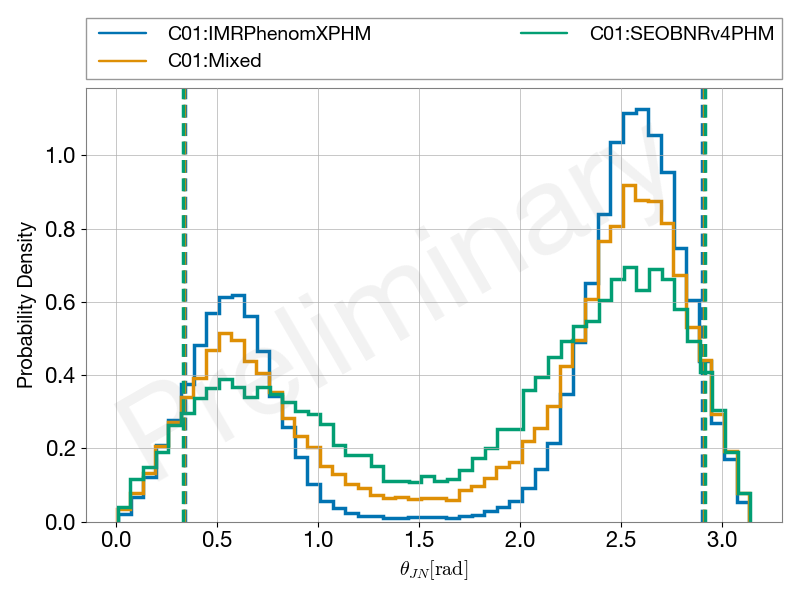 C01:IMRPhenomXPHM
C01:Mixed
C01:SEOBNRv4PHM
Preliminary
Probability Density
1.0
0.8
0.6
0.4
0.2
0.0
0.0 0.5 1.0 1.5 2.0 2.5 3.0
θ_JN[rad]